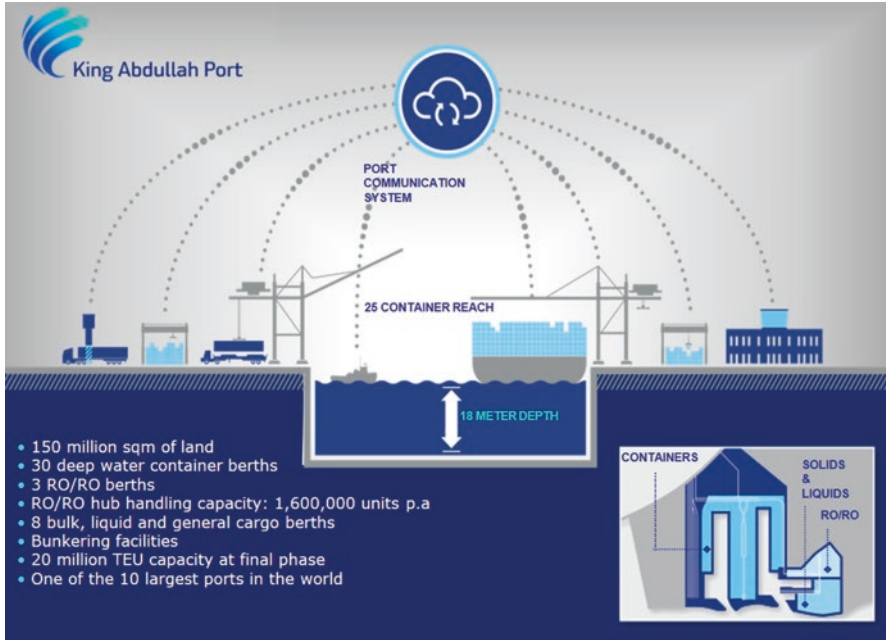 King Abdullah Port
PORT
COMMUNICATION
SYSTEM
25 CONTAINER REACH
18 METER DEPTH
• 150 million sqm of land
• 30 deep water container berths
• 3 RO/RO berths
• RO/RO hub handling capacity: 1,600,000 units p.a
• 8 bulk, liquid and general cargo berths
• Bunkering facilities
• 20 million TEU capacity at final phase
• One of the 10 largest ports in the world
CONTAINERS
SOLIDS
&
LIQUIDS
RO/RO